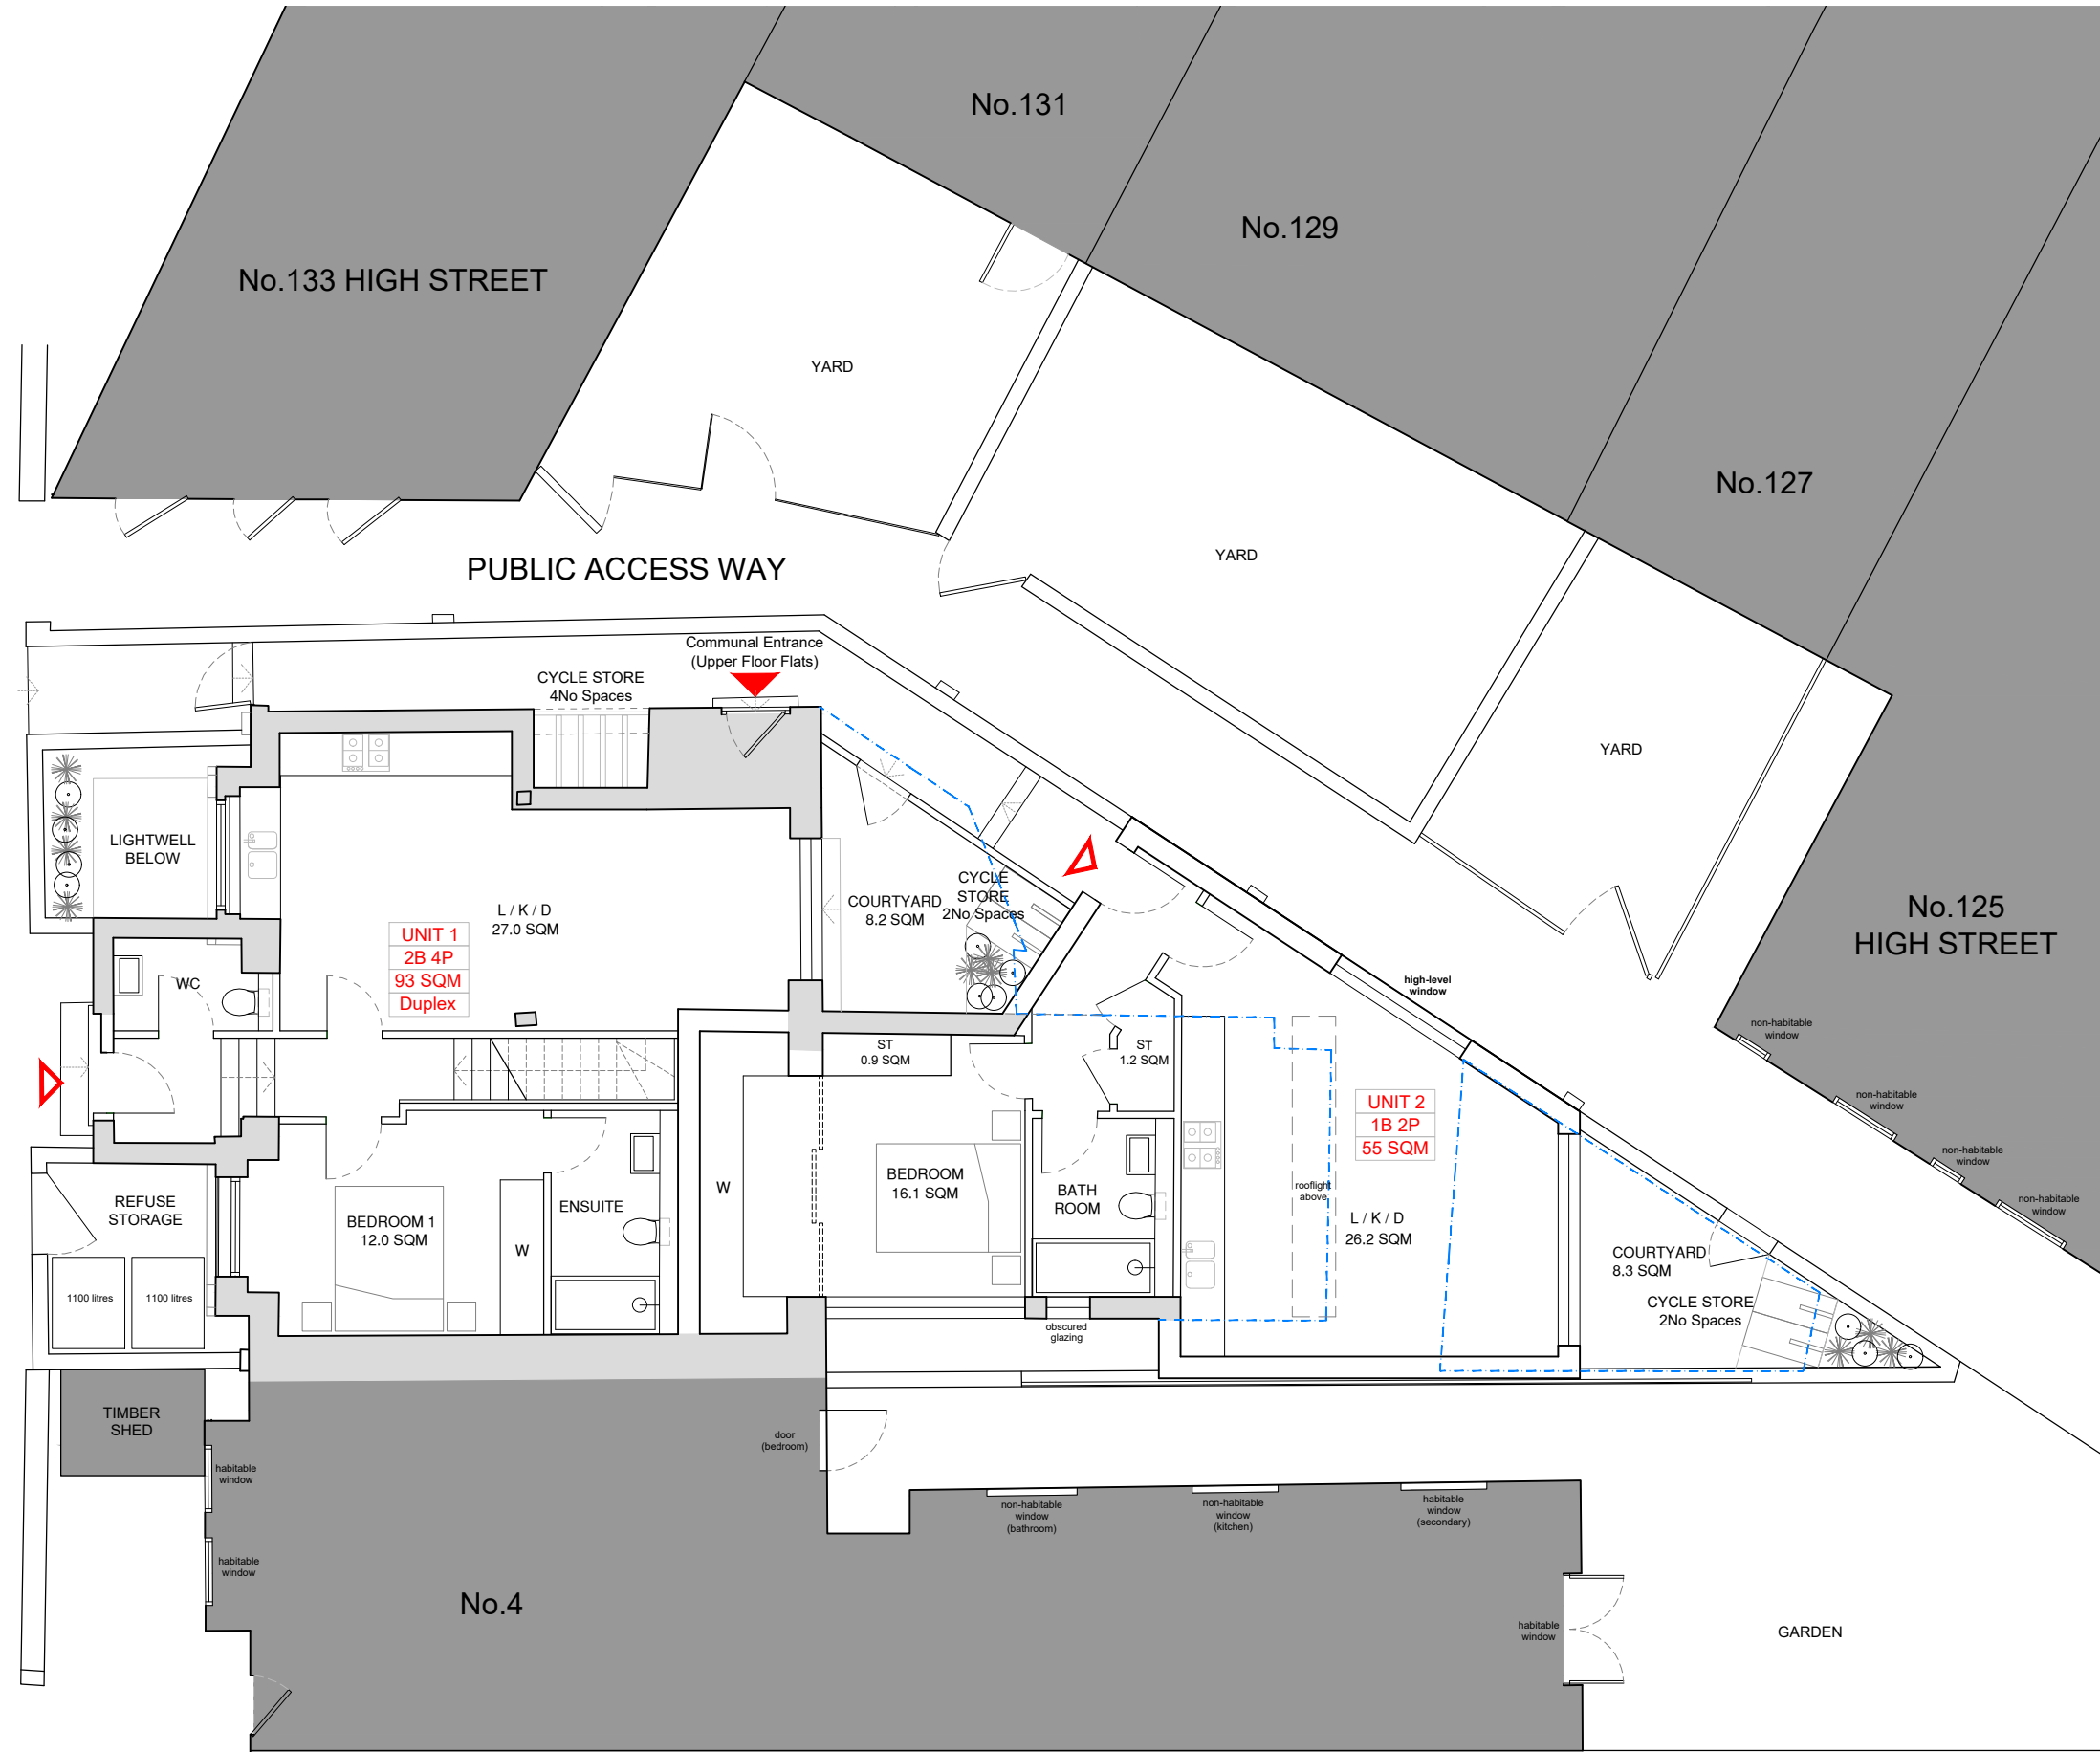 No.131
No.129
No.133 HIGH STREET
YARD
No.127
PUBLIC ACCESS WAY
YARD
Communal Entrance
(Upper Floor Flats)
CYCLE STORE
4No Spaces
YARD
LIGHTWELL
BELOW
L / K / D
27.0 SQM
UNIT 1
2B 4P
93 SQM
Duplex
COURTYARD
8.2 SQM
CYCLE
STORE
2No Spaces
No.125
HIGH STREET
WC
high-level
window
non-habitable
window
ST
0.9 SQM
ST
1.2 SQM
UNIT 2
1B 2P
55 SQM
non-habitable
window
non-habitable
window
non-habitable
window
REFUSE
STORAGE
1100 litres
1100 litres
BEDROOM 1
12.0 SQM
W
ENSUITE
W
BEDROOM
16.1 SQM
BATH
ROOM
rooflight
above
L / K / D
26.2 SQM
COURTYARD
8.3 SQM
CYCLE STORE
2No Spaces
obscured
glazing
TIMBER
SHED
door
(bedroom)
habitable
window
non-habitable
window
(bathroom)
non-habitable
window
(kitchen)
habitable
window
(secondary)
habitable
window
No.4
habitable
window
GARDEN